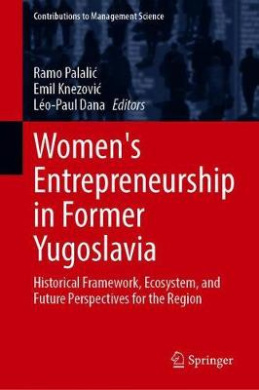 Contributions to Management Science
Ramo Palalić
Emil Knezović
Léo-Paul Dana Editors
Women's
Entrepreneurship
in Former
Yugoslavia
Historical Framework, Ecosystem, and
Future Perspectives for the Region
Springer